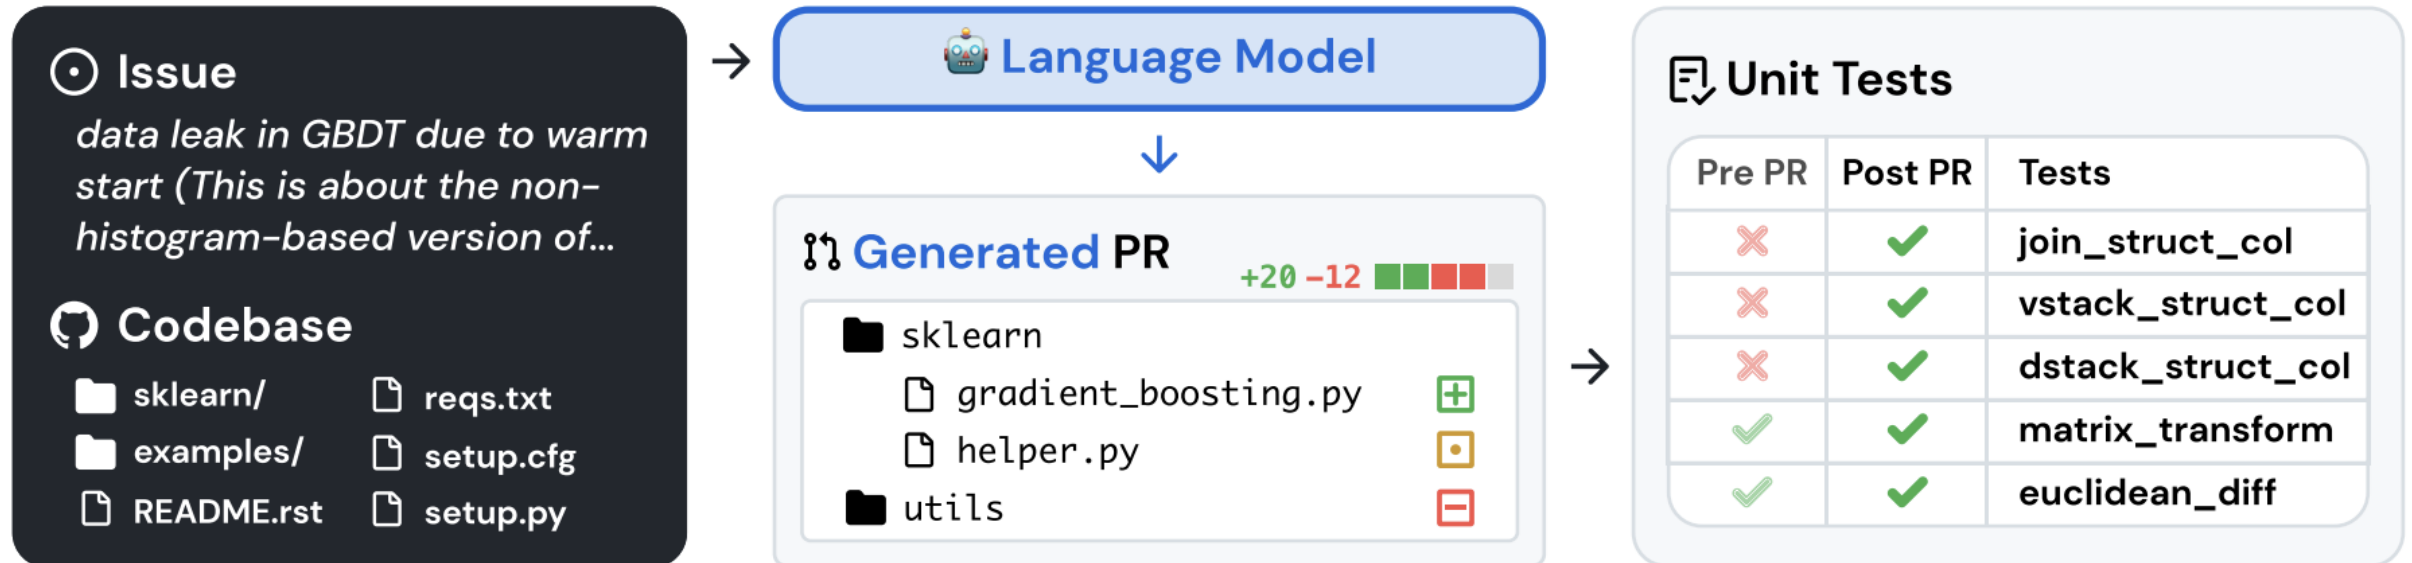 Issue
data leak in GBDT due to warm
start (This is about the non-
histogram-based version of...
Codebase
sklearn/
examples/
README.rst
reqs.txt
setup.cfg
setup.py
Language Model
Generated PR
+20 -12
sklearn
gradient_boosting.py
helper.py
utils
Unit Tests
Pre PR Post PR Tests
join_struct_col
vstack_struct_col
dstack_struct_col
matrix_transform
euclidean_diff